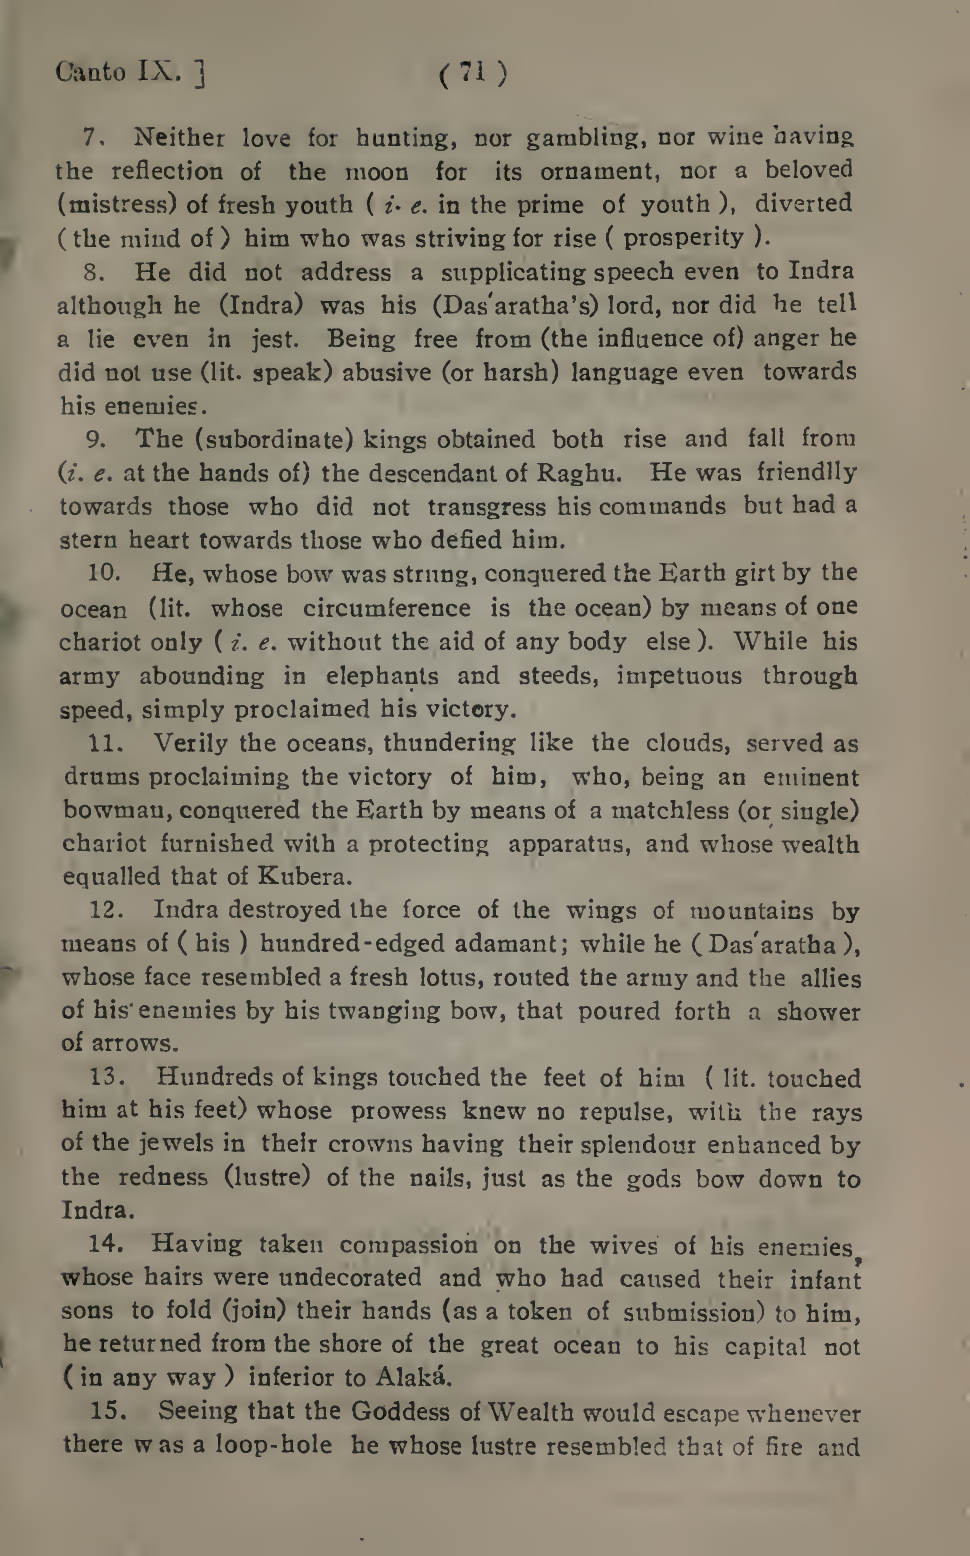 Canto IX. ] ( 71 )
7. Neither love for hunting, nor gambling, nor wine having
the reflection of the moon for its ornament, nor a beloved
(mistress) of fresh youth ( i. e. in the prime of youth ), diverted
( the mind of ) him who was striving for rise ( prosperity ).
8. He did not address a supplicating speech even to Indra
although he (Indra) was his (Das'aratha's) lord, nor did he tell
a lie even in jest. Being free from (the influence of) anger he
did not use (lit. speak) abusive (or harsh) language even towards
his enemies.
9. The (subordinate) kings obtained both rise and fall from
(i. e. at the hands of) the descendant of Raghu. He was friendlly
towards those who did not transgress his commands but had a
stern heart towards those who defied him.
10. He, whose bow was strung, conquered the Earth girt by the
ocean (lit. whose circumference is the ocean) by means of one
chariot only ( i. e. without the aid of any body else ). While his
army abounding in elephants and steeds, impetuous through
speed, simply proclaimed his victory.
11. Verily the oceans, thundering like the clouds, served as
drums proclaiming the victory of him, who, being an eminent
bowman, conquered the Earth by means of a matchless (or single)
chariot furnished with a protecting apparatus, and whose wealth
equalled that of Kubera.
12. Indra destroyed the force of the wings of mountains by
means of ( his ) hundred-edged adamant; while he ( Das'aratha ),
whose face resembled a fresh lotus, routed the army and the allies
of his enemies by his twanging bow, that poured forth a shower
of arrows.
13. Hundreds of kings touched the feet of him ( lit. touched
him at his feet) whose prowess knew no repulse, with the rays
of the jewels in their crowns having their splendour enhanced by
the redness (lustre) of the nails, just as the gods bow down to
Indra.
14. Having taken compassion on the wives of his enemies,
whose hairs were undecorated and who had caused their infant
sons to fold (join) their hands (as a token of submission) to him,
he returned from the shore of the great ocean to his capital not
( in any way ) inferior to Alaká.
15. Seeing that the Goddess of Wealth would escape whenever
there was a loop-hole he whose lustre resembled that of fire and